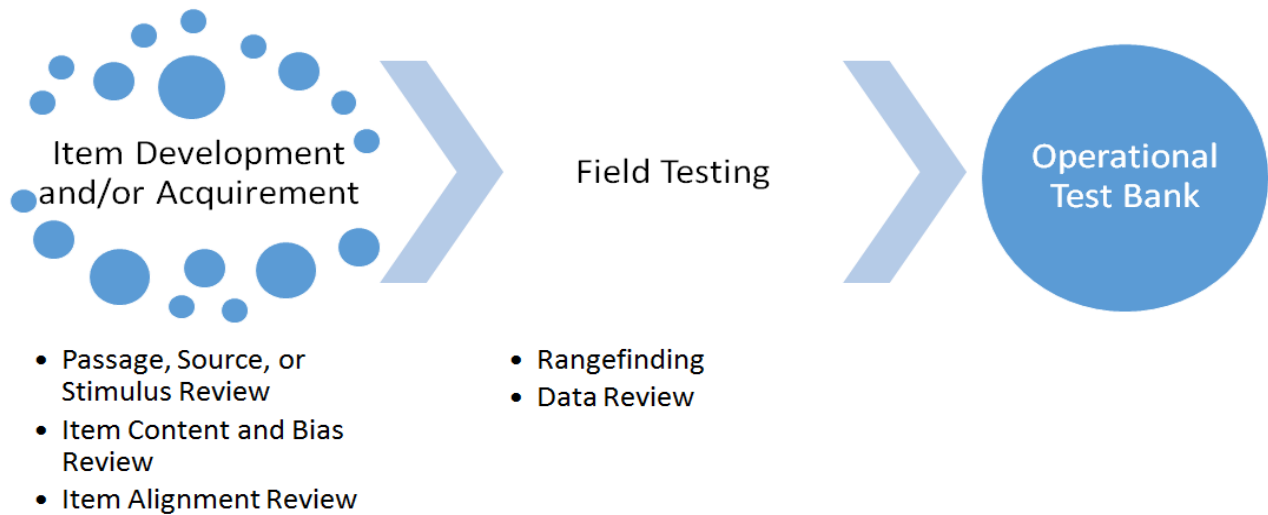 Item Development
and/or Acquirement
Field Testing
Operational
Test Bank
• Passage, Source, or
Stimulus Review
• Item Content and Bias
Review
• Item Alignment Review
• Rangefinding
• Data Review